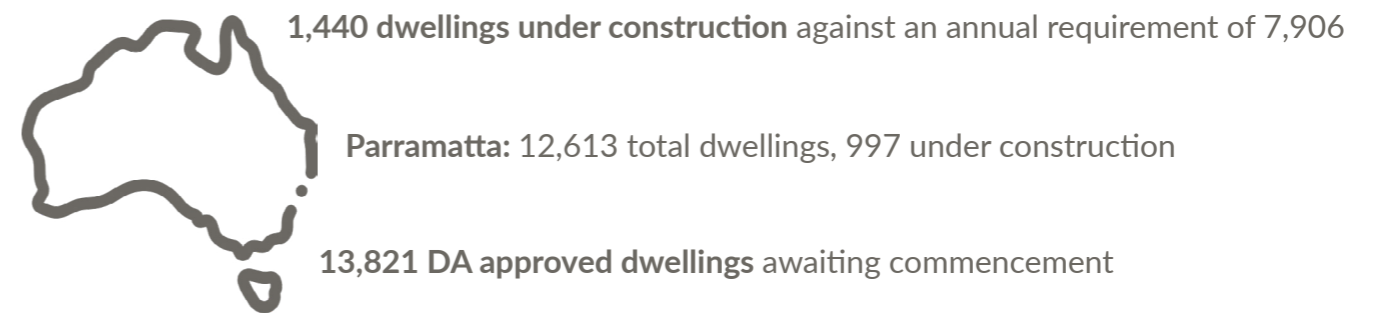 1,440 dwellings under construction against an annual requirement of 7,906
Parramatta: 12,613 total dwellings, 997 under construction
13,821 DA approved dwellings awaiting commencement